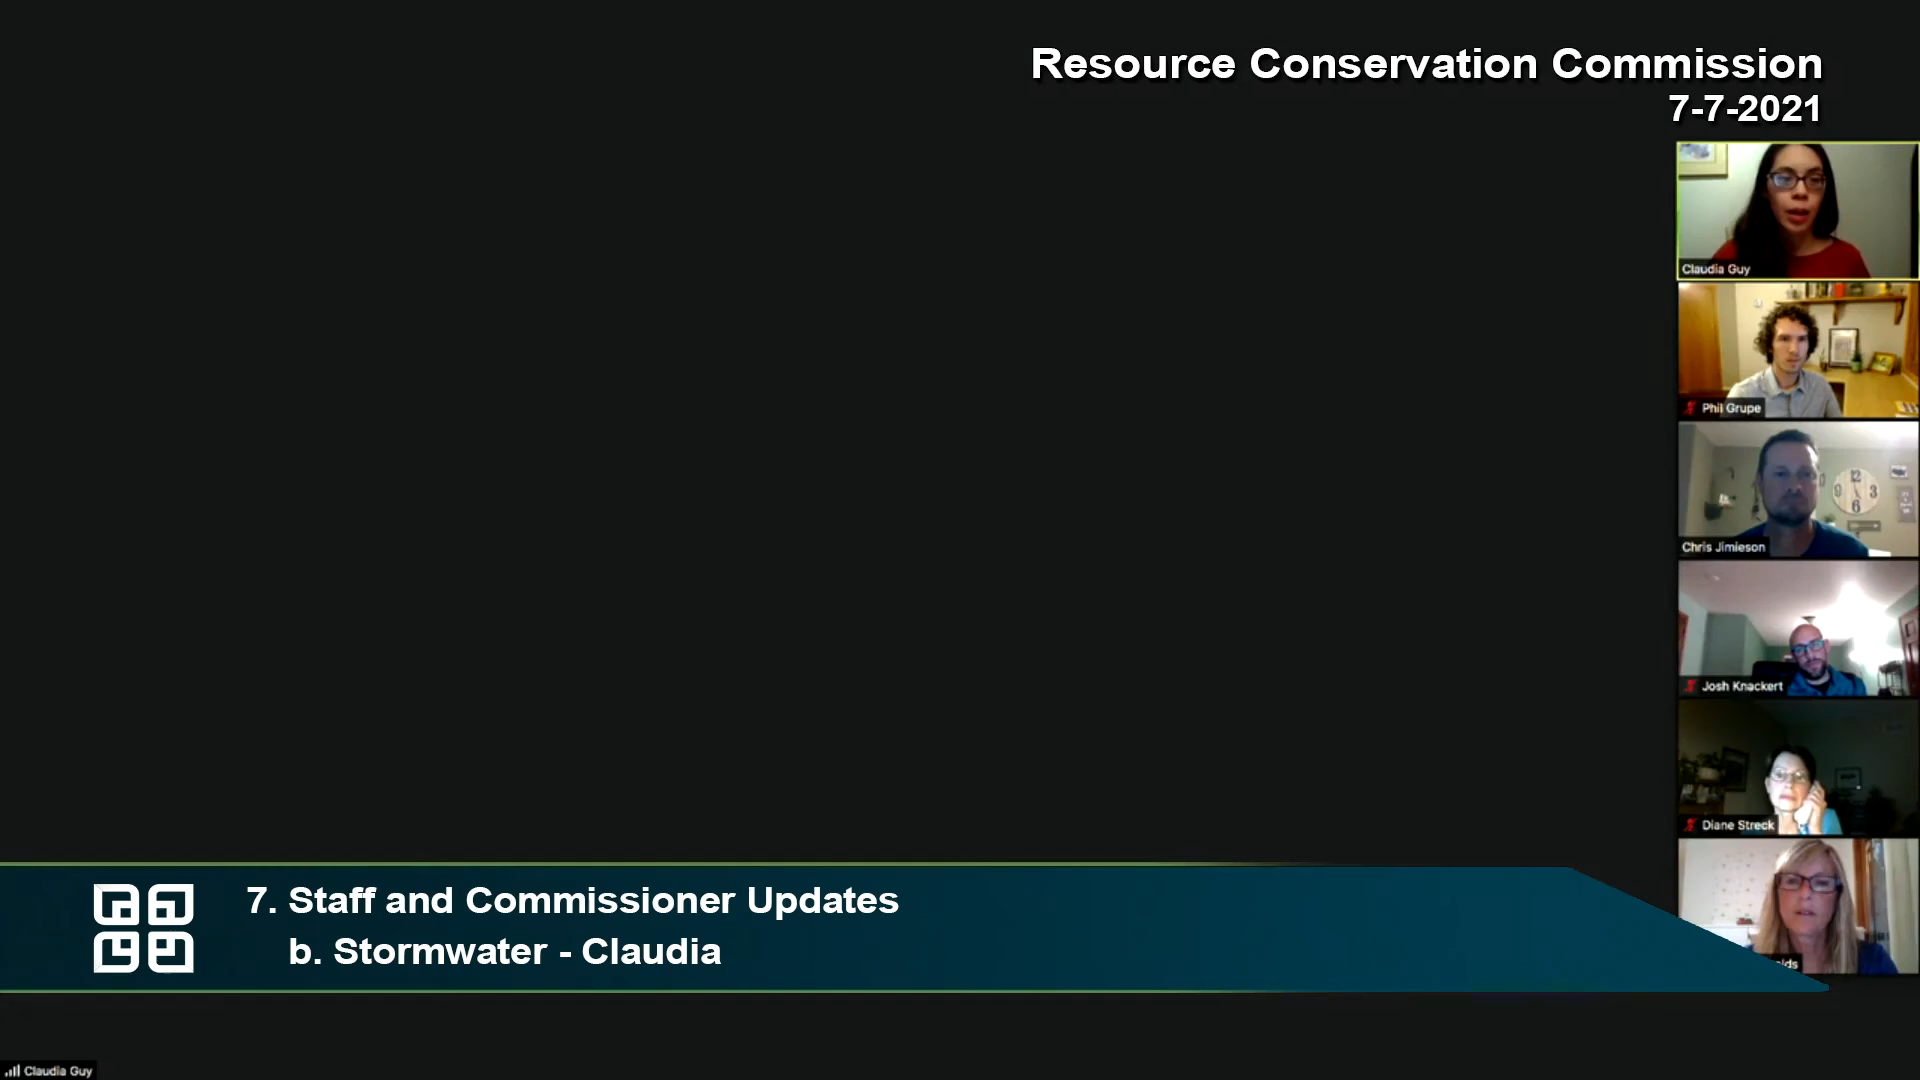 Resource Conservation Commission
7-7-2021
Claudia Guy
Phil Grupe
Chris Jimieson
Josh Knackert
Diane Streck
7. Staff and Commissioner Updates
b. Stormwater - Claudia
Claudia Guy